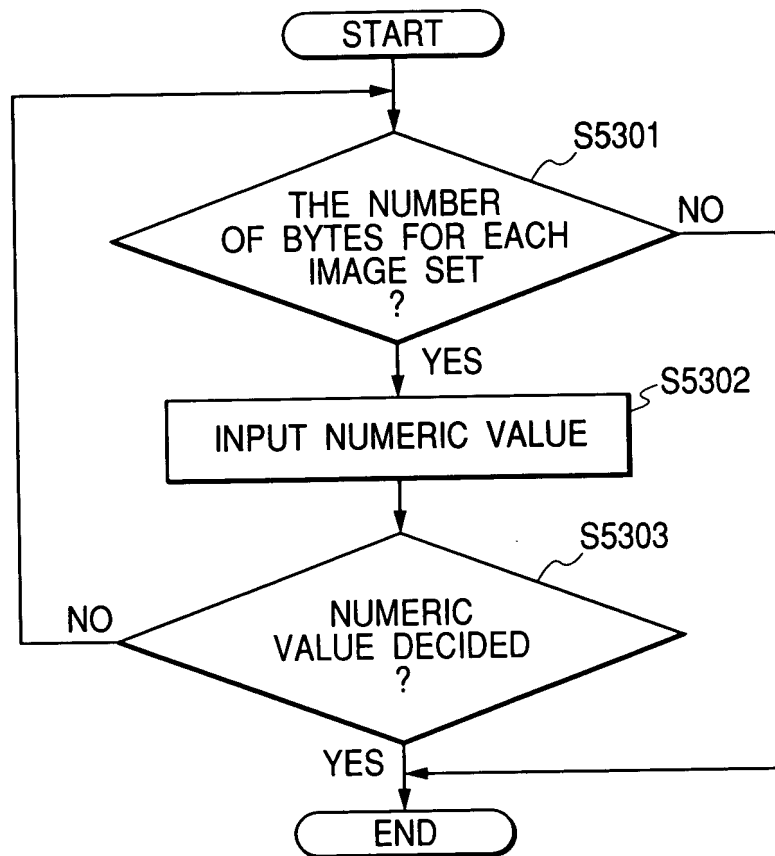 START
S5301
THE NUMBER
OF BYTES FOR EACH
IMAGE SET
?
NO
YES
S5302
INPUT NUMERIC VALUE
S5303
NUMERIC
VALUE DECIDED
?
NO
YES
END